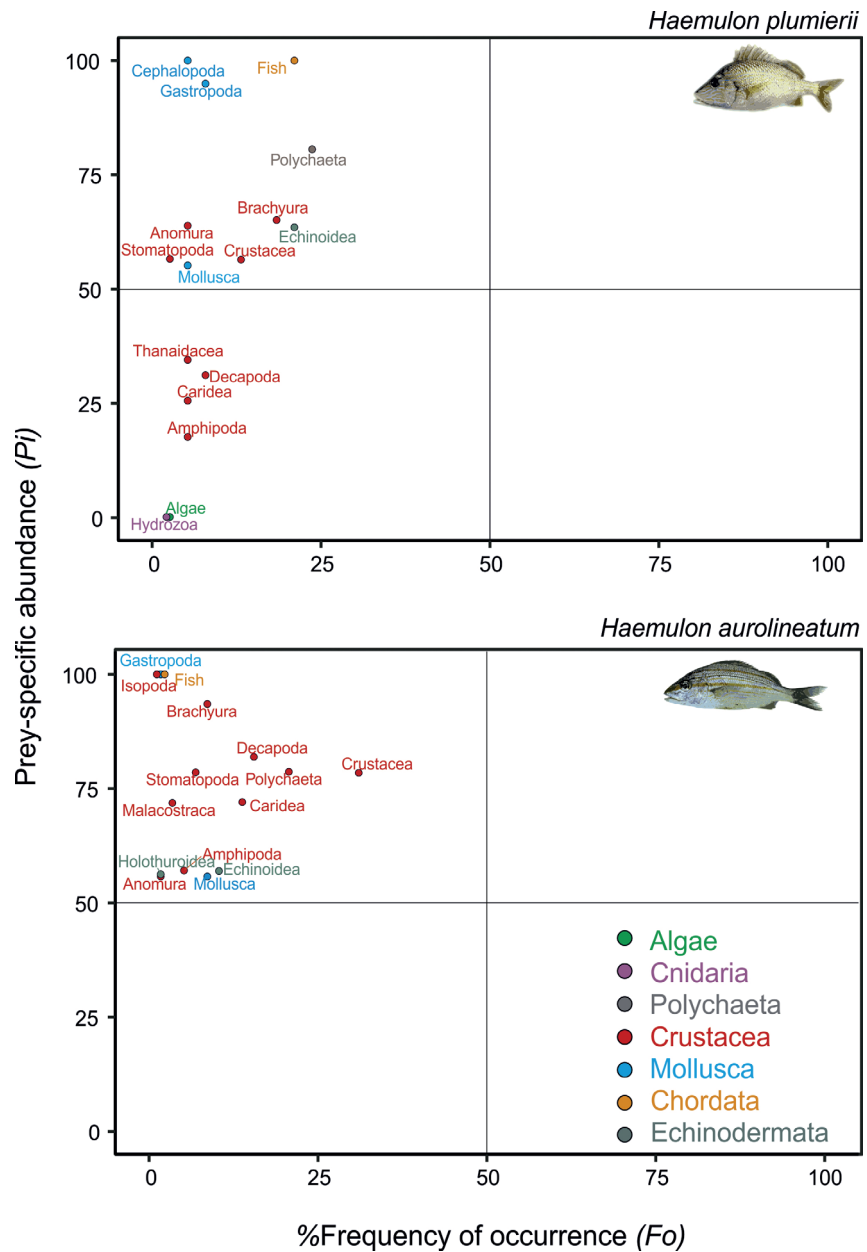 Haemulon plumierii
100
Cephalopoda
Fish
Gastropoda
Polychaeta
75
Brachyura
Anomura
Echinoidea
Stomatopoda
Crustacea
Mollusca
50
Thanaidacea
Decapoda
Caridea
25
Amphipoda
Algae
0
Hydrozoa
0 25 50 75 100
Prey-specific abundance (Pi)
Haemulon aurolineatum
Gastropoda
100
Isopoda
Fish
Brachyura
Decapoda
Crustacea
75
Stomatopoda
Polychaeta
Malacostraca
Caridea
Amphipoda
Holothuroidea
Echinoidea
Anomura
Mollusca
50
Algae
Cnidaria
25
Polychaeta
Crustacea
Mollusca
Chordata
0
Echinodermata
0 25 50 75 100
%Frequency of occurrence (Fo)